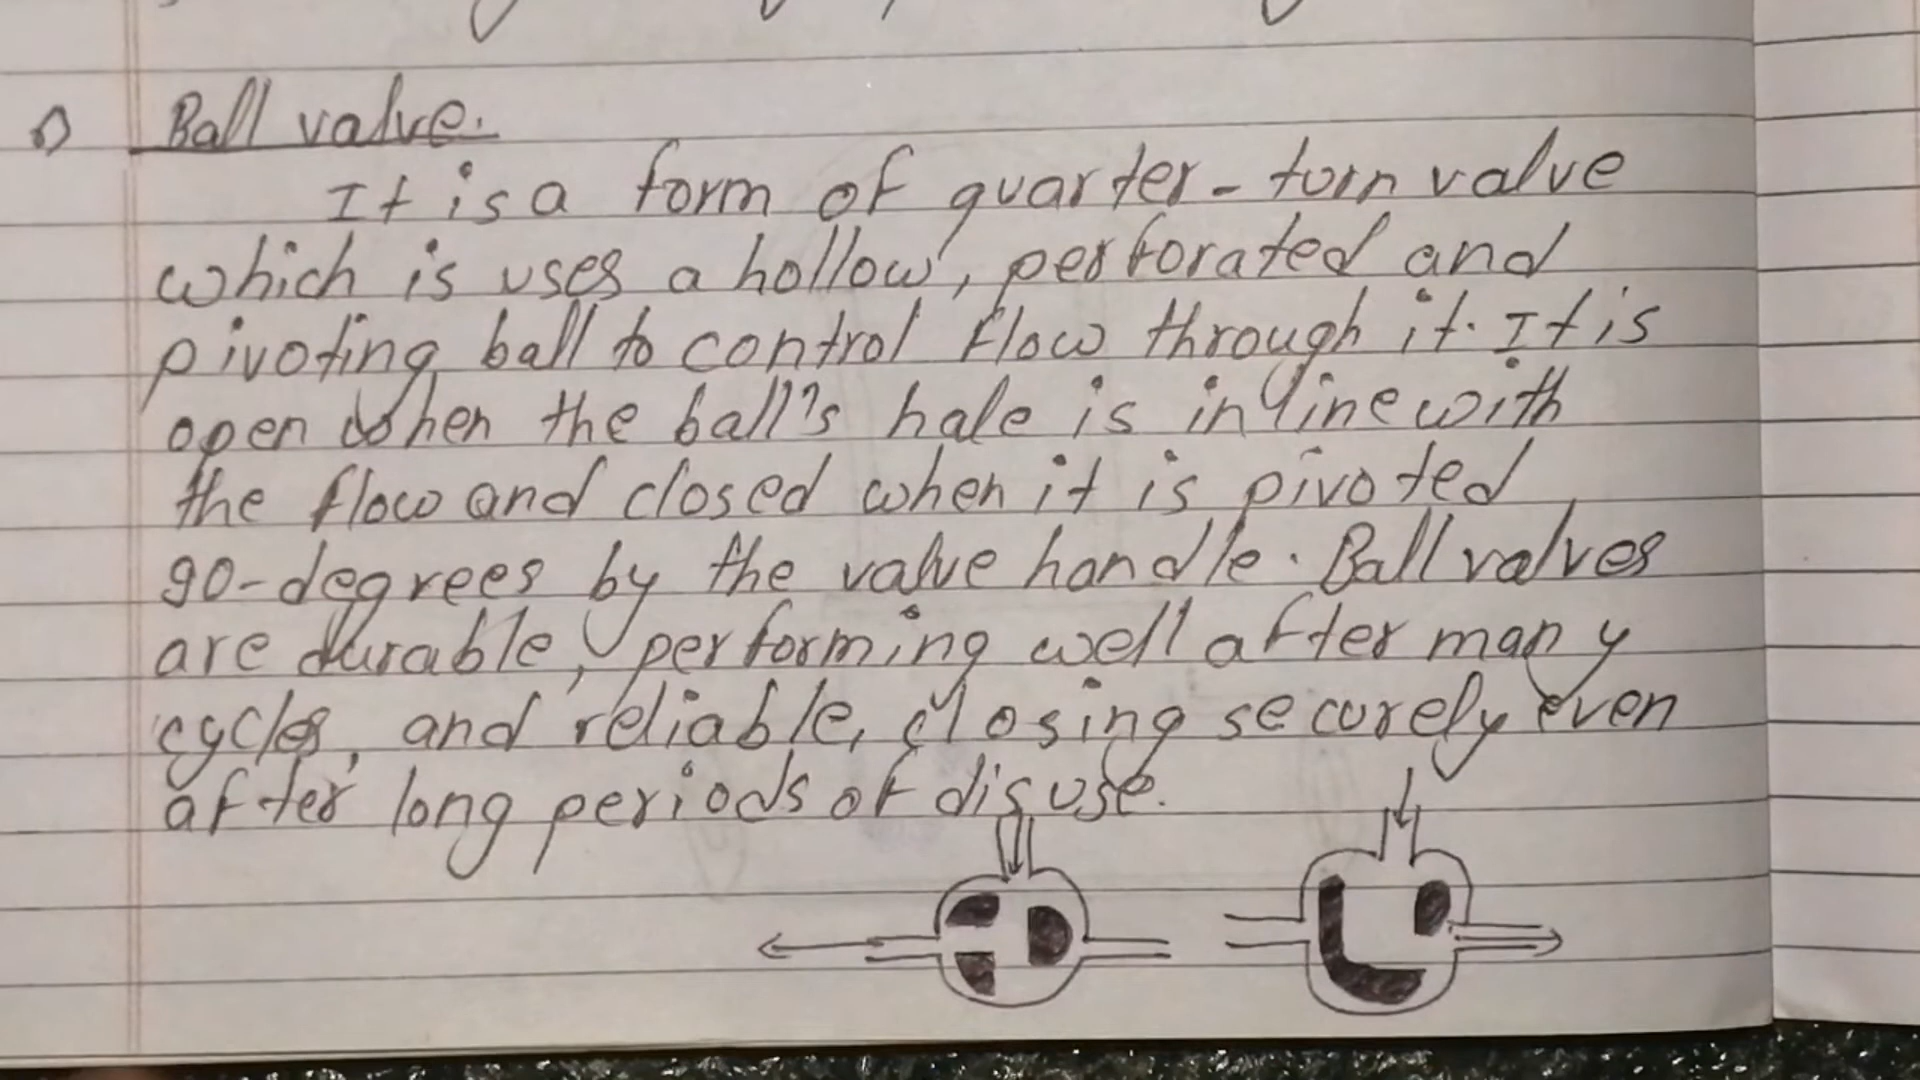 Ball valve.
It is a form of quarter-turn valve
which is uses a hollow, perforated and
pivoting ball to control flow through it. It is
open when the ball's hale is in line with
the flow and closed when it is pivoted
90-degrees by the valve handle. Ball valves
are durable, performing well after many
cycles, and reliable, closing securely even
after long periods of disuse.